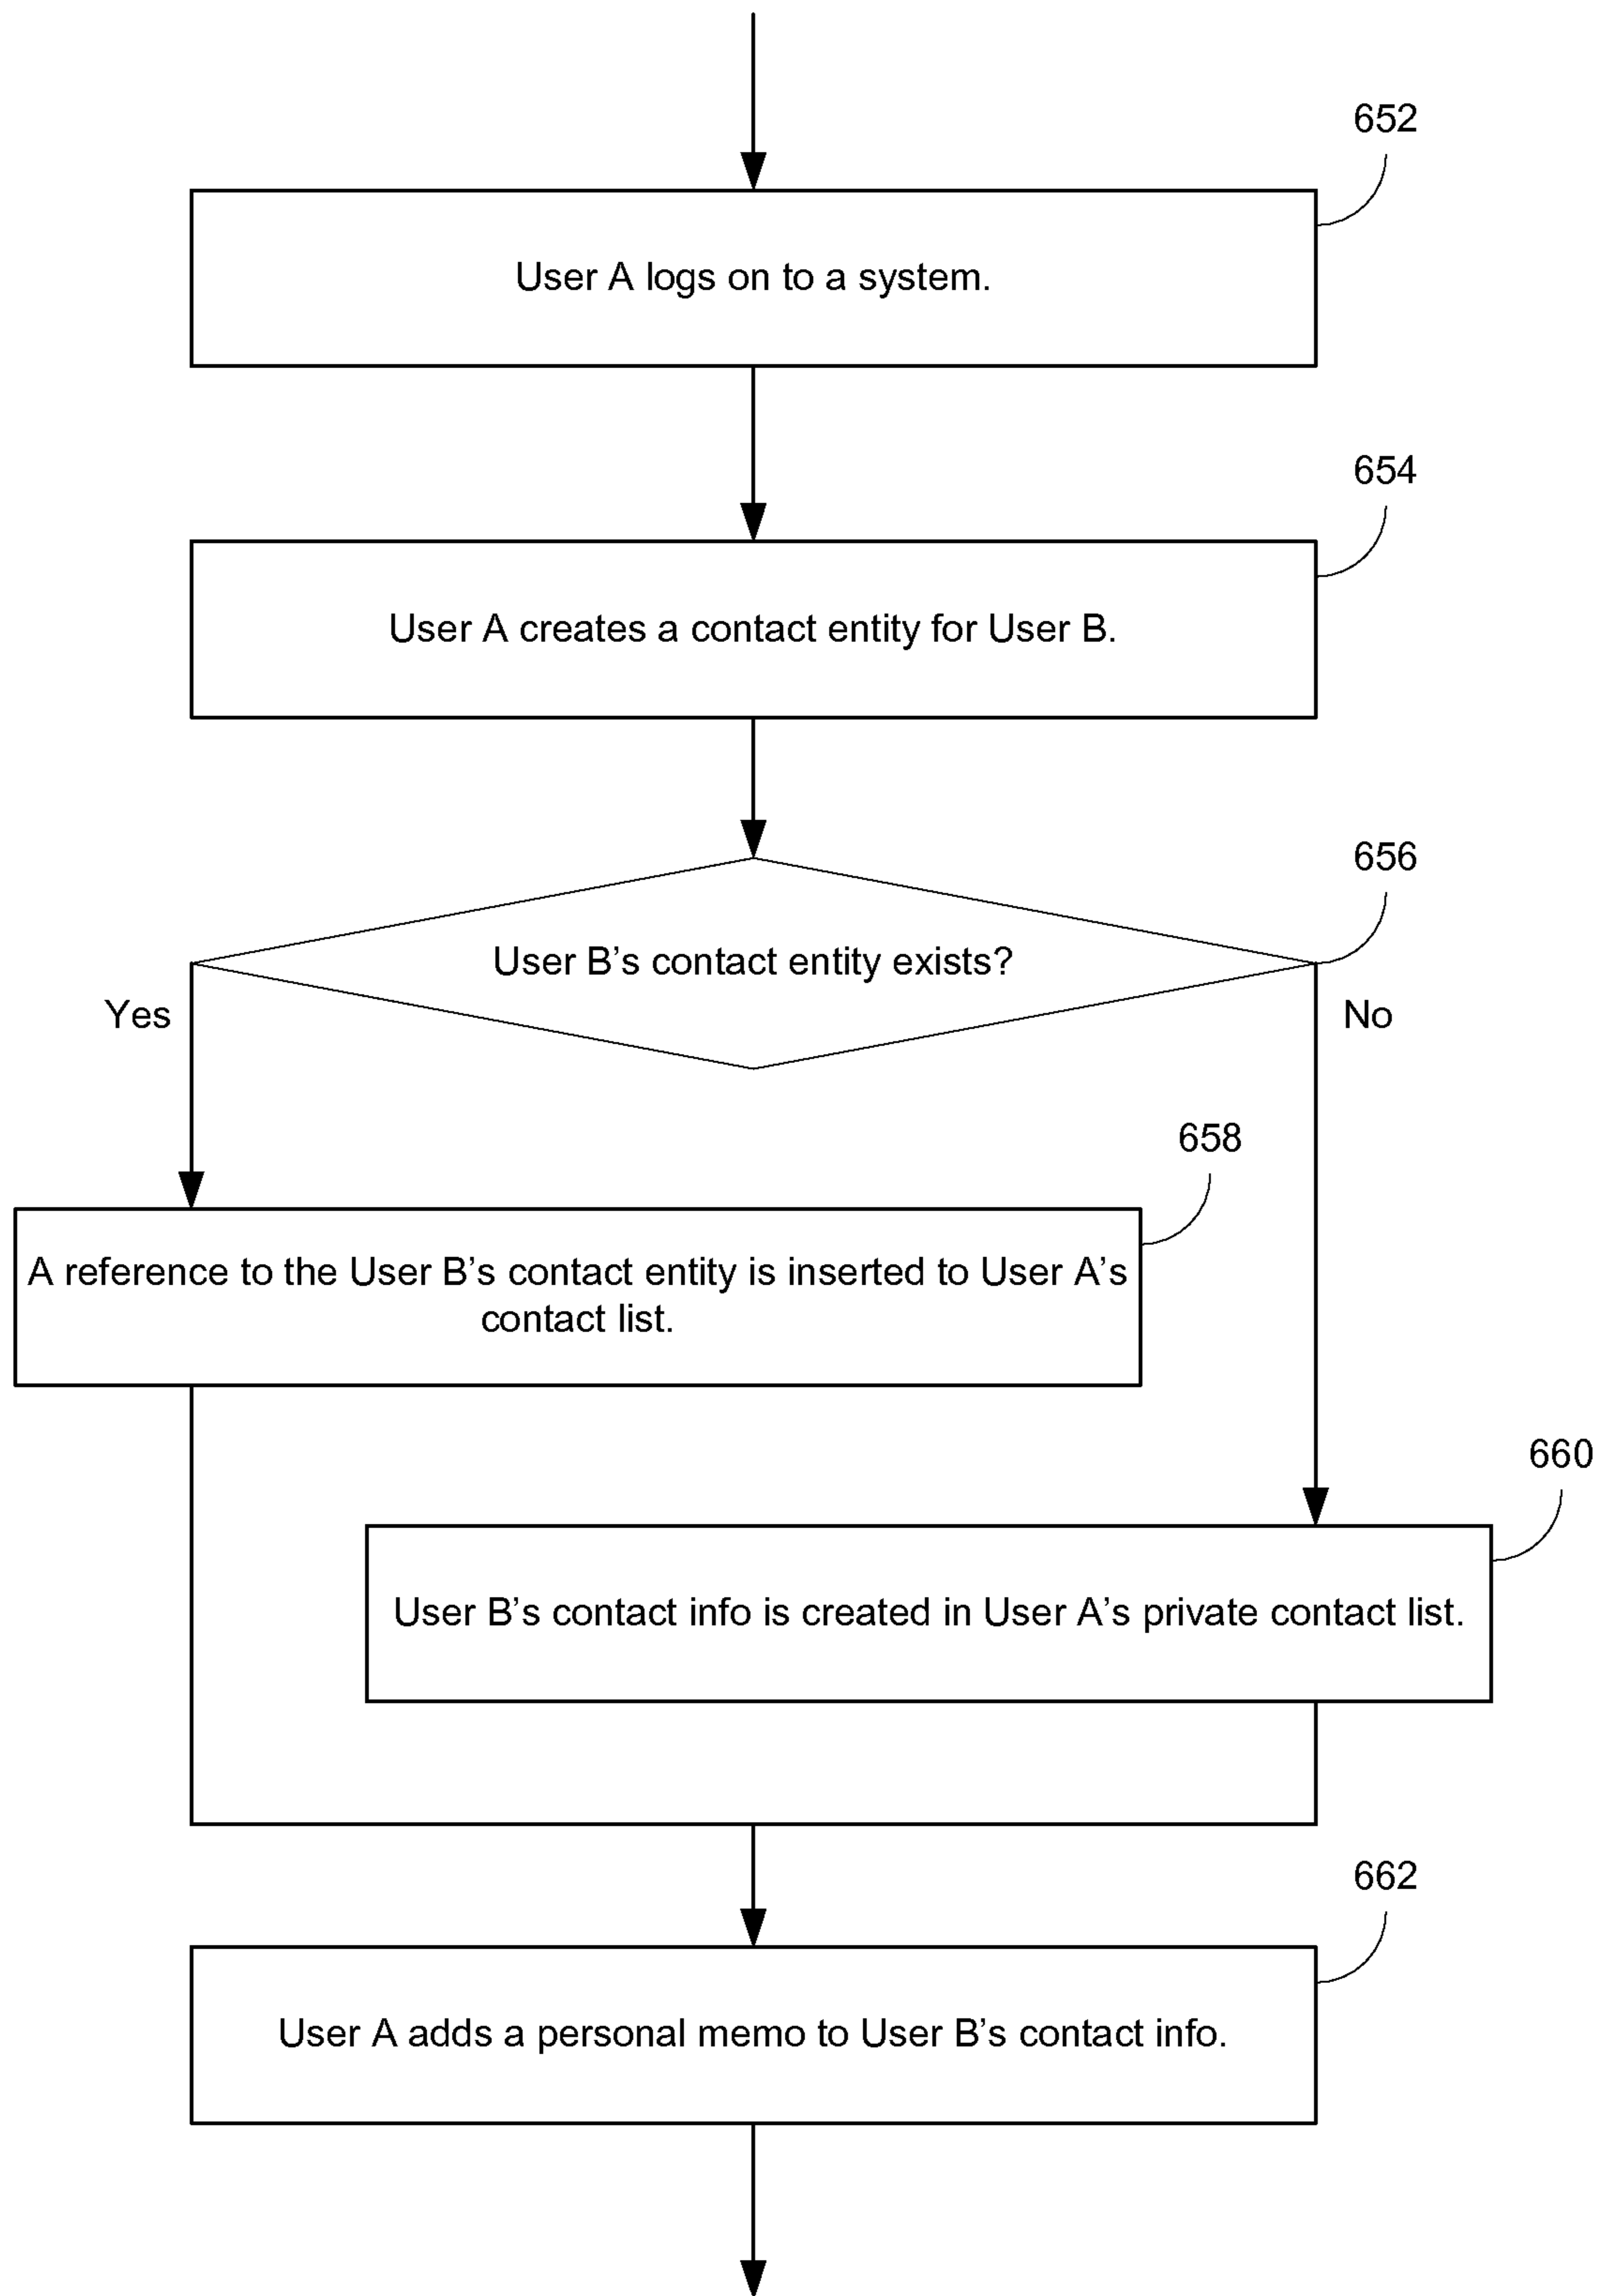 652
User A logs on to a system.
654
User A creates a contact entity for User B.
656
User B’s contact entity exists?
Yes
No
658
A reference to the User B’s contact entity is inserted to User A’s
contact list.
660
User B’s contact info is created in User A’s private contact list.
662
User A adds a personal memo to User B’s contact info.